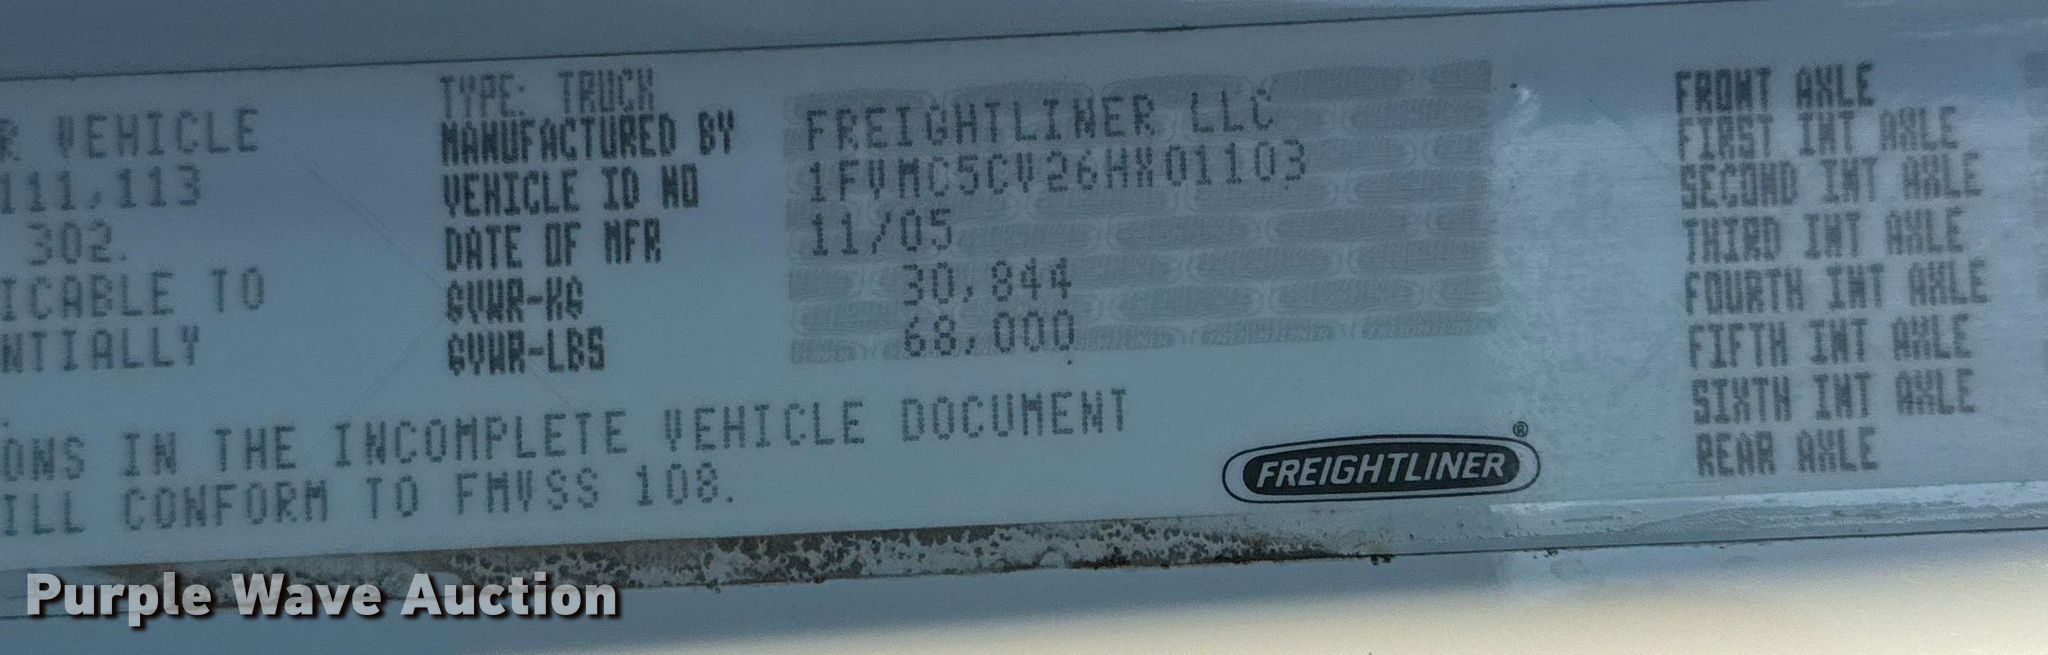 TYPE: TRUCK
R VEHICLE MANUFACTURED BY FREIGHTLINER LLC FRONT AXLE
111,113 VEHICLE ID NO 1FVMC5CV26HX01103 FIRST INT AXLE
302. DATE OF MFR 11/05 SECOND INT AXLE
ICABLE TO GVWR-KG 30,844 THIRD INT AXLE
NTIALLY GVWR-LBS 68,000 FOURTH INT AXLE
FIFTH INT AXLE
SIXTH INT AXLE
REAR AXLE
ONS IN THE INCOMPLETE VEHICLE DOCUMENT
ILL CONFORM TO FMVSS 108.
FREIGHTLINER®
Purple Wave Auction